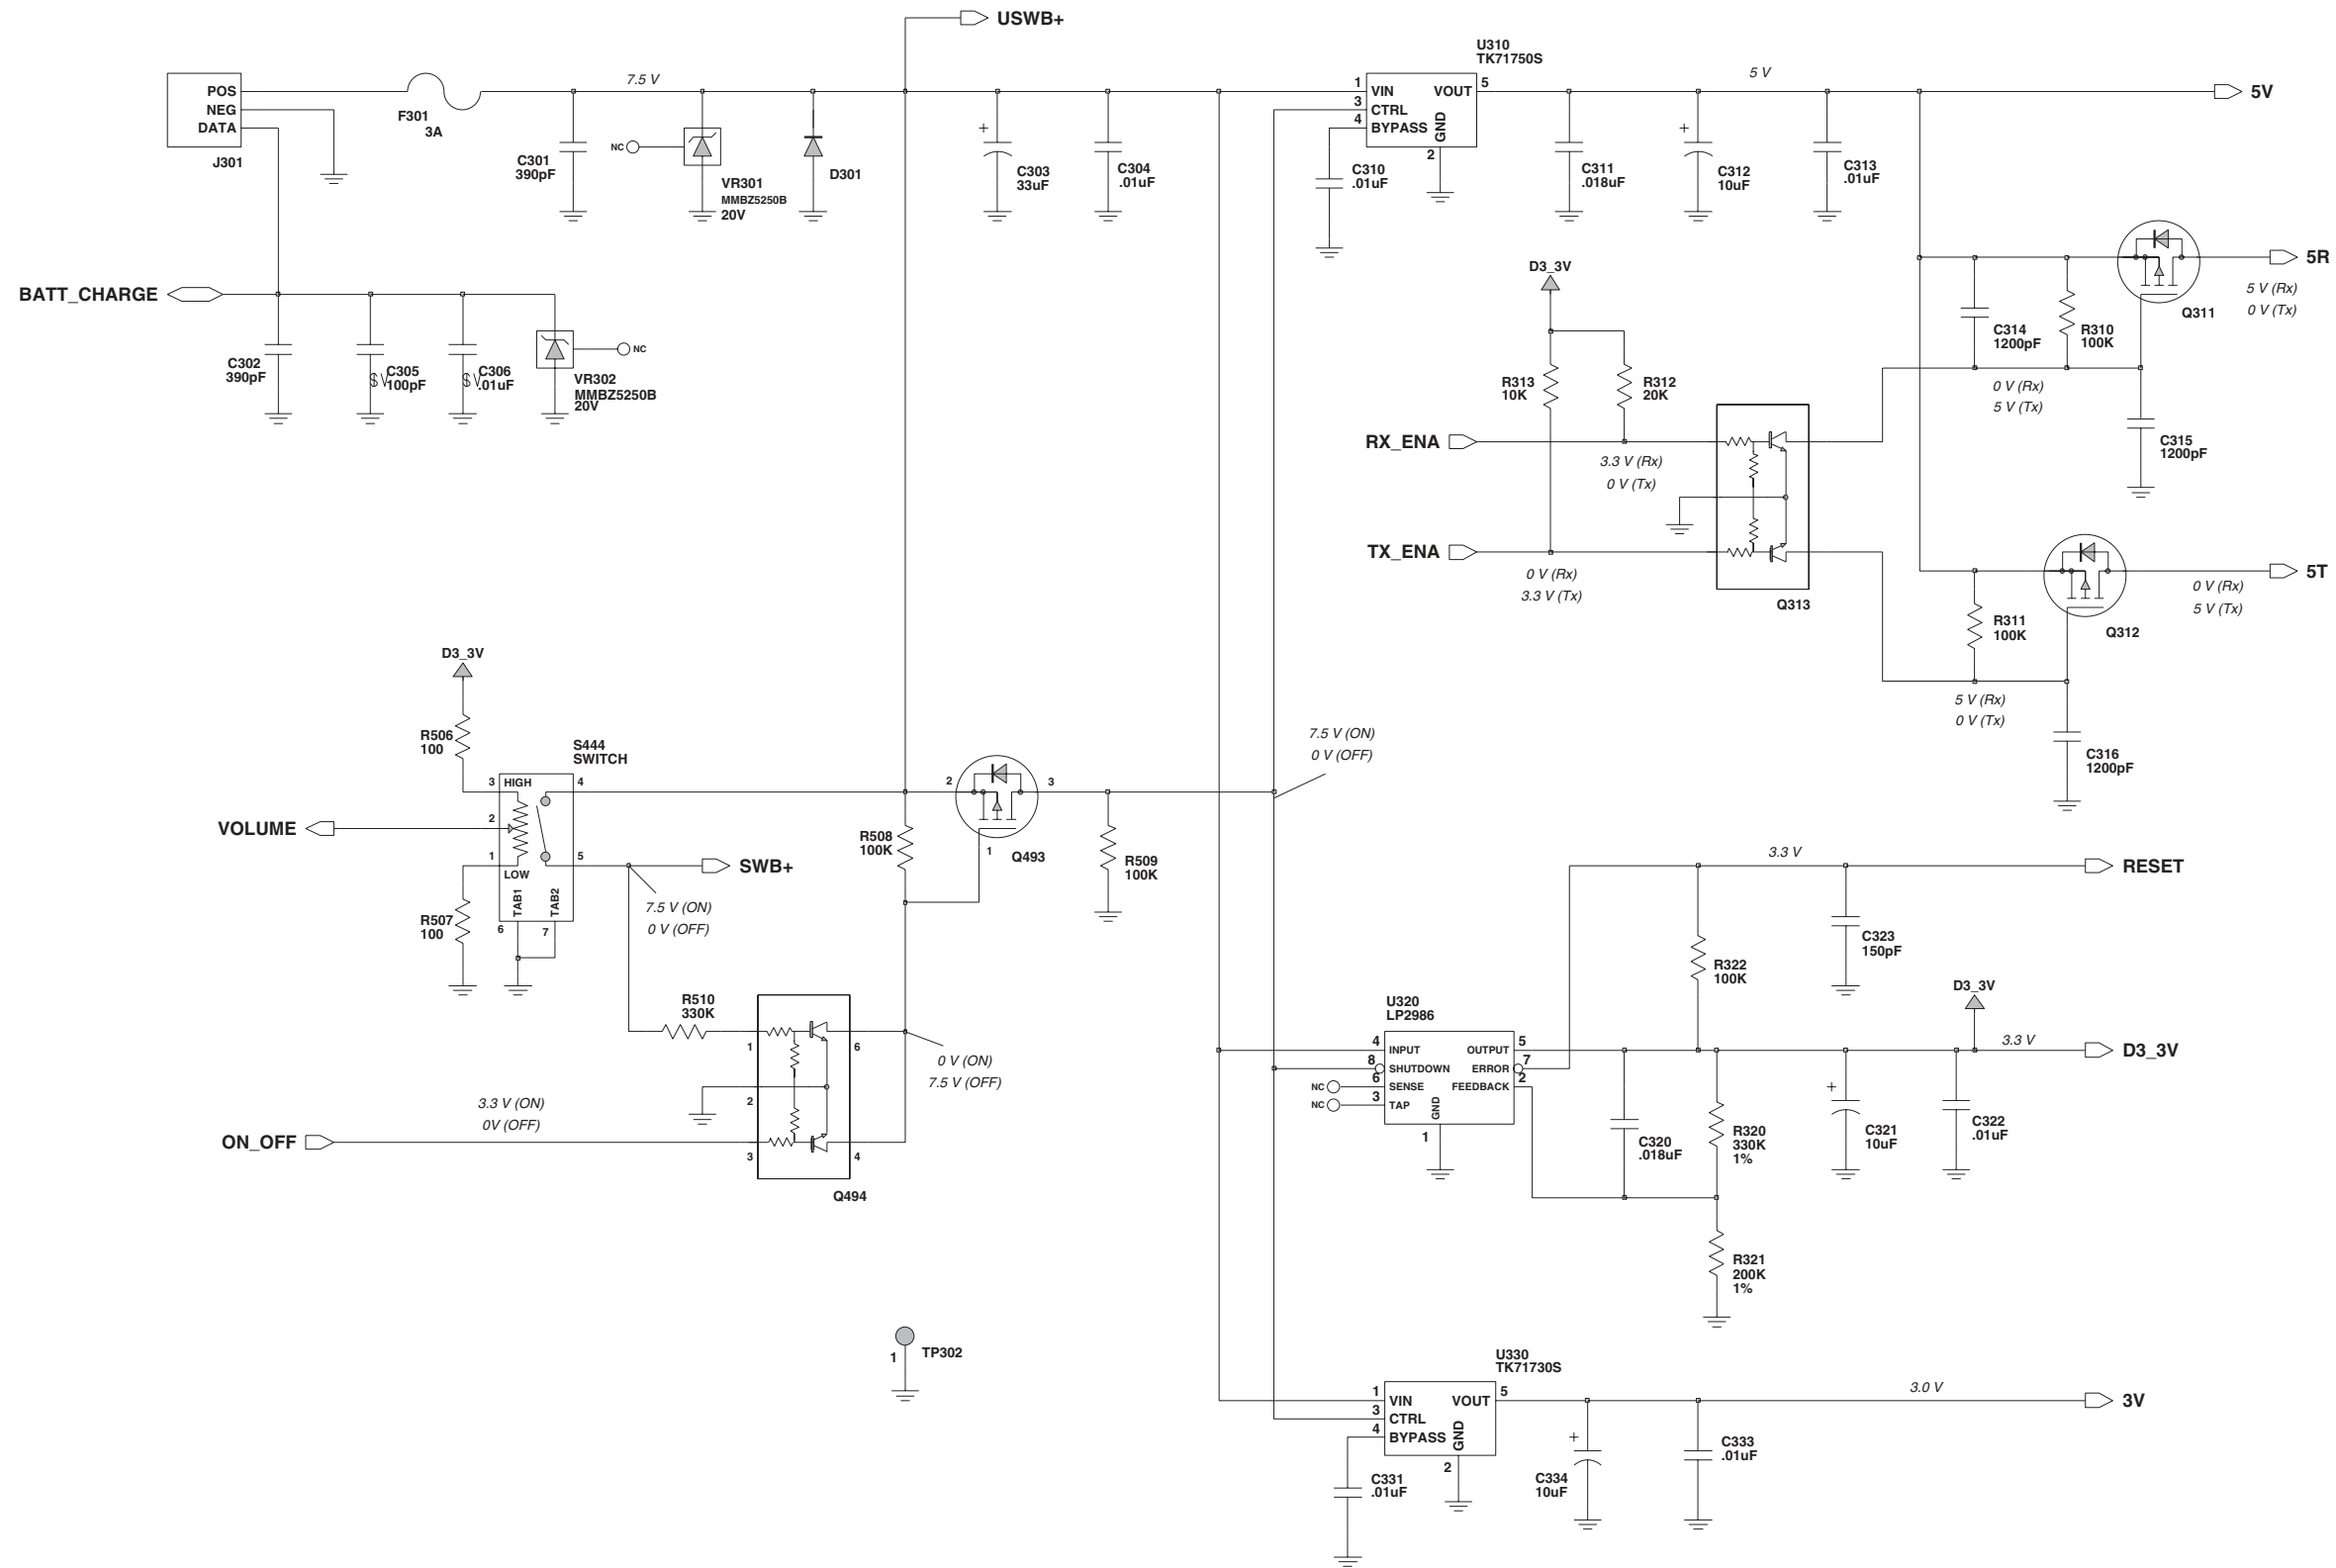 USWB+
U310
TK71750S
7.5 V
5 V
POS
NEG
DATA
J301
F301
3A
1
VIN
VOUT
5
3
CTRL
4
BYPASS
GND
2
5V
C301
390pF
NC
VR301
MMBZ5250B
20V
D301
+
C303
33uF
C304
.01uF
C310
.01uF
C311
.018uF
+
C312
10uF
C313
.01uF
BATT_CHARGE
C302
390pF
$V
C305
100pF
$V
C306
.01uF
NC
VR302
MMBZ5250B
20V
D3_3V
R313
10K
R312
20K
RX_ENA
3.3 V (Rx)
0 V (Tx)
TX_ENA
0 V (Rx)
3.3 V (Tx)
Q313
C314
1200pF
R310
100K
Q311
5R
5 V (Rx)
0 V (Tx)
0 V (Rx)
5 V (Tx)
C315
1200pF
R311
100K
Q312
5T
0 V (Rx)
5 V (Tx)
5 V (Rx)
0 V (Tx)
C316
1200pF
D3_3V
R506
100
S444
SWITCH
3
HIGH
4
VOLUME
2
1
LOW
5
TAB1
TAB2
6
7
R507
100
SWB+
7.5 V (ON)
0 V (OFF)
R508
100K
2
3
1
Q493
R509
100K
7.5 V (ON)
0 V (OFF)
R510
330K
1
6
2
3
4
Q494
0 V (ON)
7.5 V (OFF)
3.3 V (ON)
0V (OFF)
ON_OFF
1
TP302
3.3 V
RESET
R322
100K
C323
150pF
U320
LP2986
4
INPUT
OUTPUT
5
8
SHUTDOWN
ERROR
7
NC
6
SENSE
FEEDBACK
2
NC
3
TAP
GND
1
D3_3V
3.3 V
D3_3V
C320
.018uF
R320
330K
1%
+
C321
10uF
C322
.01uF
R321
200K
1%
U330
TK71730S
1
VIN
VOUT
5
3
CTRL
4
BYPASS
GND
2
3.0 V
3V
C331
.01uF
+
C334
10uF
C333
.01uF